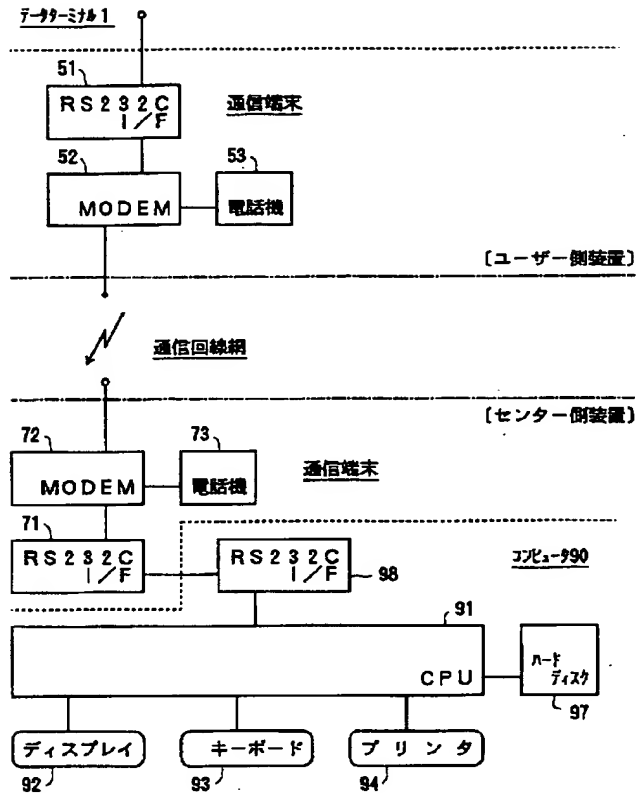 データターミナル1
51
RS232C
I/F
通信端末
52
53
MODEM
電話機
〔ユーザー側装置〕
通信回線網
〔センター側装置〕
72
73
MODEM
電話機
通信端末
71
RS232C
I/F
RS232C
I/F
98
コンピュータ90
91
CPU
ハード
ディスク
97
ディスプレイ
キーボード
プリンタ
92
93
94